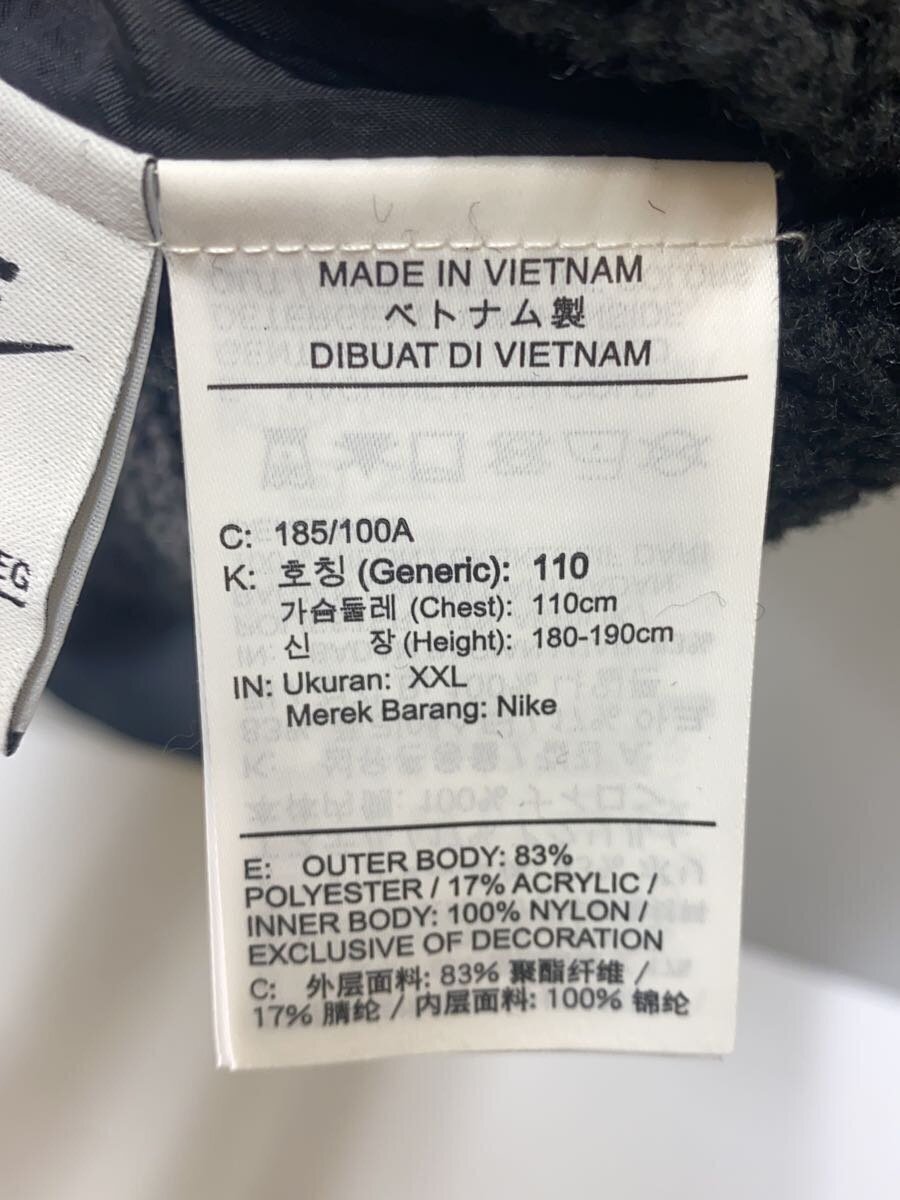 MADE IN VIETNAM
ベトナム製
DIBUAT DI VIETNAM
C: 185/100A
K: 호칭 (Generic): 110
가슴둘레 (Chest): 110cm
신 장 (Height): 180-190cm
IN: Ukuran: XXL
Merek Barang: Nike
E: OUTER BODY: 83%
POLYESTER / 17% ACRYLIC /
INNER BODY: 100% NYLON /
EXCLUSIVE OF DECORATION
C: 外层面料: 83% 聚酯纤维 /
17% 腈纶 / 内层面料: 100% 锦纶